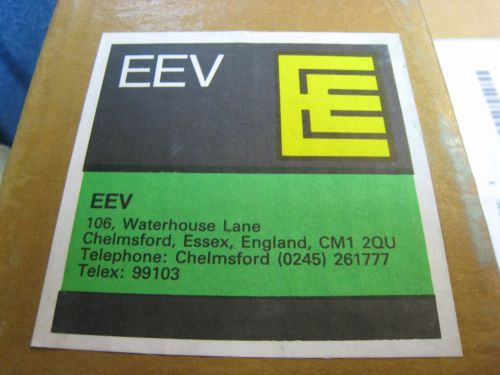 EEV
EEV
106, Waterhouse Lane
Chelmsford, Essex, England, CM1 2QU
Telephone: Chelmsford (0245) 261777
Telex: 99103